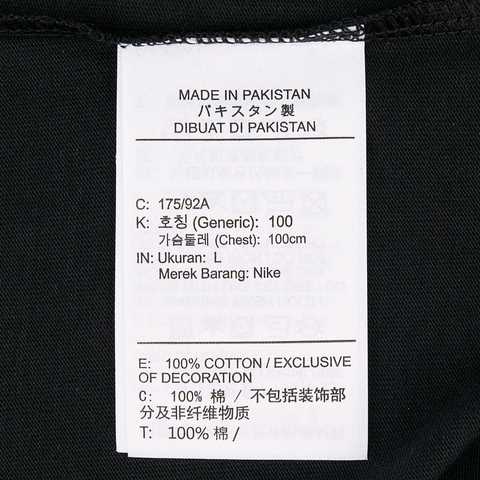 MADE IN PAKISTAN
パキスタン製
DIBUAT DI PAKISTAN
C: 175/92A
K: 호칭 (Generic): 100
가슴둘레 (Chest): 100cm
IN: Ukuran: L
Merek Barang: Nike
E: 100% COTTON / EXCLUSIVE
OF DECORATION
C: 100% 棉 / 不包括装饰部
分及非纤维物质
T: 100% 棉 /